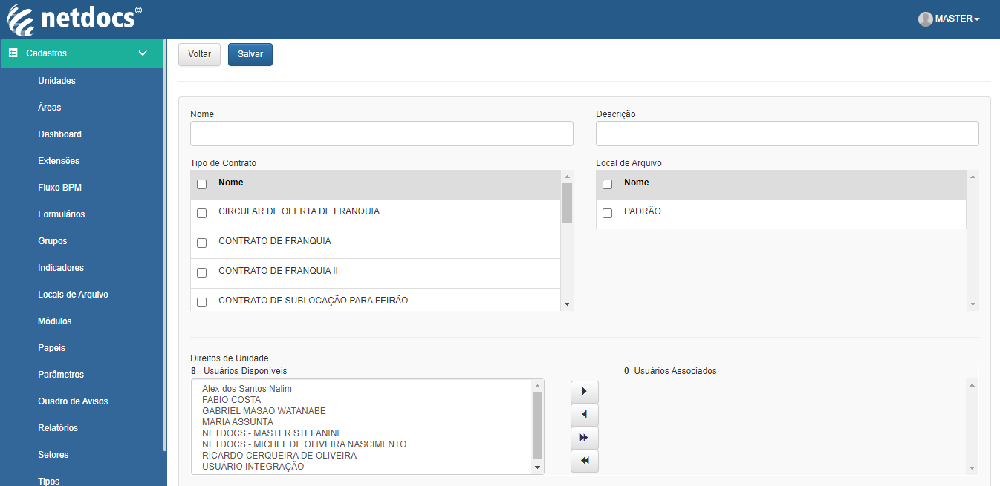 netdocs©
MASTER
Cadastros
Unidades
Áreas
Dashboard
Extensões
Fluxo BPM
Formulários
Grupos
Indicadores
Locais de Arquivo
Módulos
Papeis
Parâmetros
Quadro de Avisos
Relatórios
Setores
Tipos
Voltar
Salvar
Nome
Descrição
Tipo de Contrato
Nome
CIRCULAR DE OFERTA DE FRANQUIA
CONTRATO DE FRANQUIA
CONTRATO DE FRANQUIA II
CONTRATO DE SUBLOCAÇÃO PARA FEIRÃO
Local de Arquivo
Nome
PADRÃO
Direitos de Unidade
8 Usuários Disponíveis
Alex dos Santos Nalim
FABIO COSTA
GABRIEL MASAO WATANABE
MARIA ASSUNTA
NETDOCS - MASTER STEFANINI
NETDOCS - MICHEL DE OLIVEIRA NASCIMENTO
RICARDO CERQUEIRA DE OLIVEIRA
USUÁRIO INTEGRAÇÃO
0 Usuários Associados